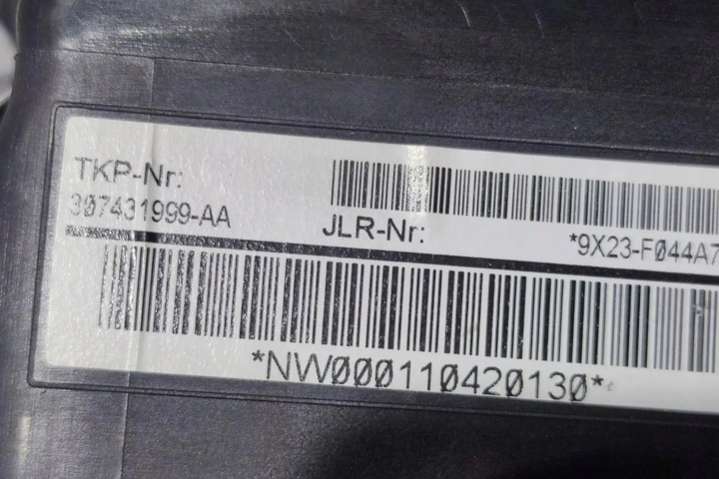 TKP-Nr:
307431999-AA
JLR-Nr:
*9X23-F044A7
*NW000110420130*